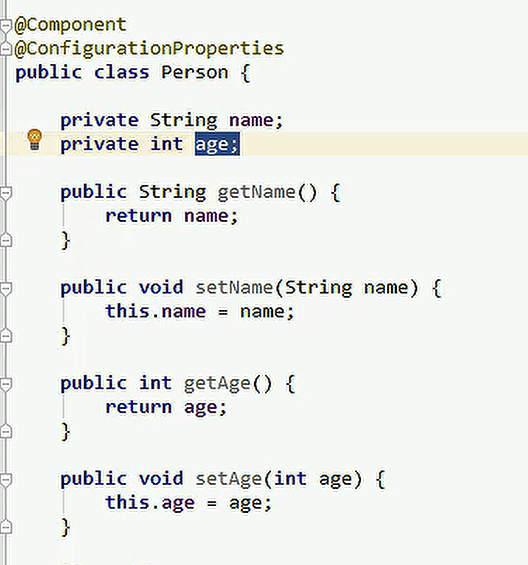 @Component
@ConfigurationProperties
public class Person {
private String name;
private int age;
public String getName() {
return name;
}
public void setName(String name) {
this.name = name;
}
public int getAge() {
return age;
}
public void setAge(int age) {
this.age = age;
}